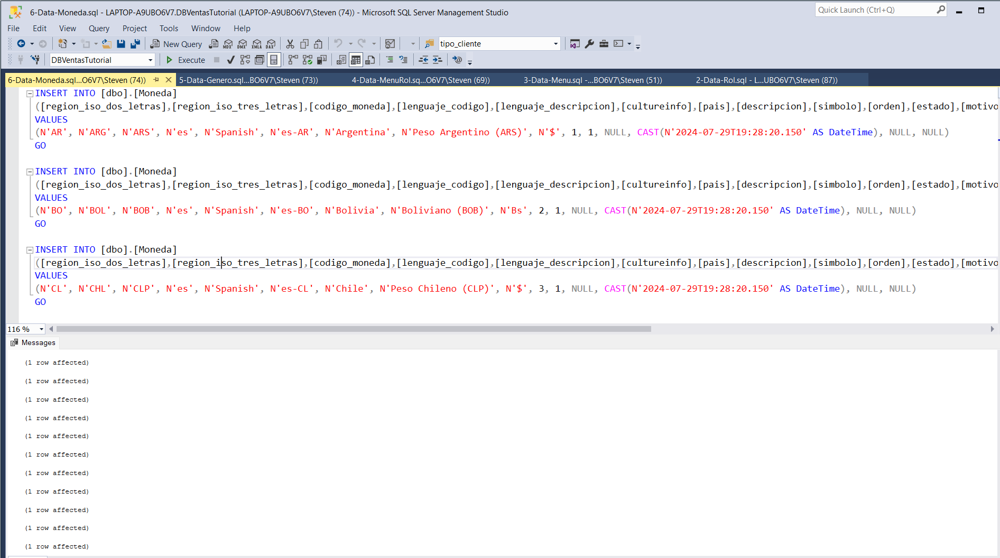 6-Data-Moneda.sql - LAPTOP-A9UBO6V7.DBVentasTutorial (LAPTOP-A9UBO6V7\Steven (74)) - Microsoft SQL Server Management Studio
Quick Launch (Ctrl+Q)
File Edit View Query Project Tools Window Help
New Query MDX DMX XMLA DAX tipo_cliente
DBVentasTutorial Execute
6-Data-Moneda.sql...O6V7\Steven (74)) 5-Data-Genero.sql...BO6V7\Steven (73)) 4-Data-MenuRol.sq...O6V7\Steven (69)) 3-Data-Menu.sql -...BO6V7\Steven (51)) 2-Data-Rol.sql - L...UBO6V7\Steven (87))
INSERT INTO [dbo].[Moneda]
([region_iso_dos_letras],[region_iso_tres_letras],[codigo_moneda],[lenguaje_codigo],[lenguaje_descripcion],[cultureinfo],[pais],[descripcion],[simbolo],[orden],[estado],[motivo
VALUES
(N'AR', N'ARG', N'ARS', N'es', N'Spanish', N'es-AR', N'Argentina', N'Peso Argentino (ARS)', N'$', 1, 1, NULL, CAST(N'2024-07-29T19:28:20.150' AS DateTime), NULL, NULL)
GO
INSERT INTO [dbo].[Moneda]
([region_iso_dos_letras],[region_iso_tres_letras],[codigo_moneda],[lenguaje_codigo],[lenguaje_descripcion],[cultureinfo],[pais],[descripcion],[simbolo],[orden],[estado],[motivo
VALUES
(N'BO', N'BOL', N'BOB', N'es', N'Spanish', N'es-BO', N'Bolivia', N'Boliviano (BOB)', N'Bs', 2, 1, NULL, CAST(N'2024-07-29T19:28:20.150' AS DateTime), NULL, NULL)
GO
INSERT INTO [dbo].[Moneda]
([region_iso_dos_letras],[region_iso_tres_letras],[codigo_moneda],[lenguaje_codigo],[lenguaje_descripcion],[cultureinfo],[pais],[descripcion],[simbolo],[orden],[estado],[motivo
VALUES
(N'CL', N'CHL', N'CLP', N'es', N'Spanish', N'es-CL', N'Chile', N'Peso Chileno (CLP)', N'$', 3, 1, NULL, CAST(N'2024-07-29T19:28:20.150' AS DateTime), NULL, NULL)
GO
116 %
Messages
(1 row affected)
(1 row affected)
(1 row affected)
(1 row affected)
(1 row affected)
(1 row affected)
(1 row affected)
(1 row affected)
(1 row affected)
(1 row affected)
(1 row affected)